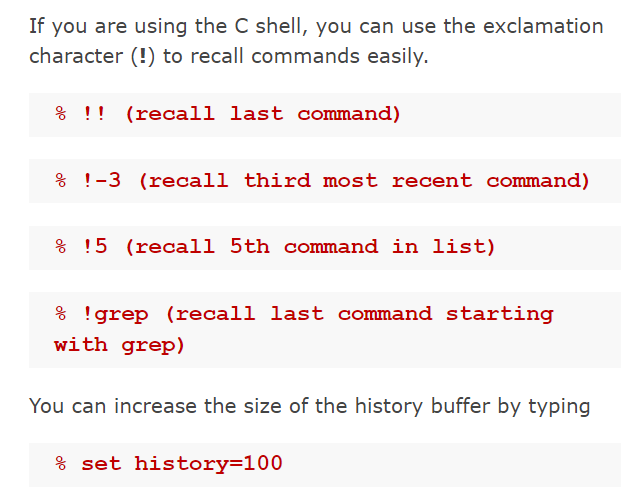 If you are using the C shell, you can use the exclamation
character (!) to recall commands easily.
% !! (recall last command)
% !-3 (recall third most recent command)
% !5 (recall 5th command in list)
% !grep (recall last command starting
with grep)
You can increase the size of the history buffer by typing
% set history=100